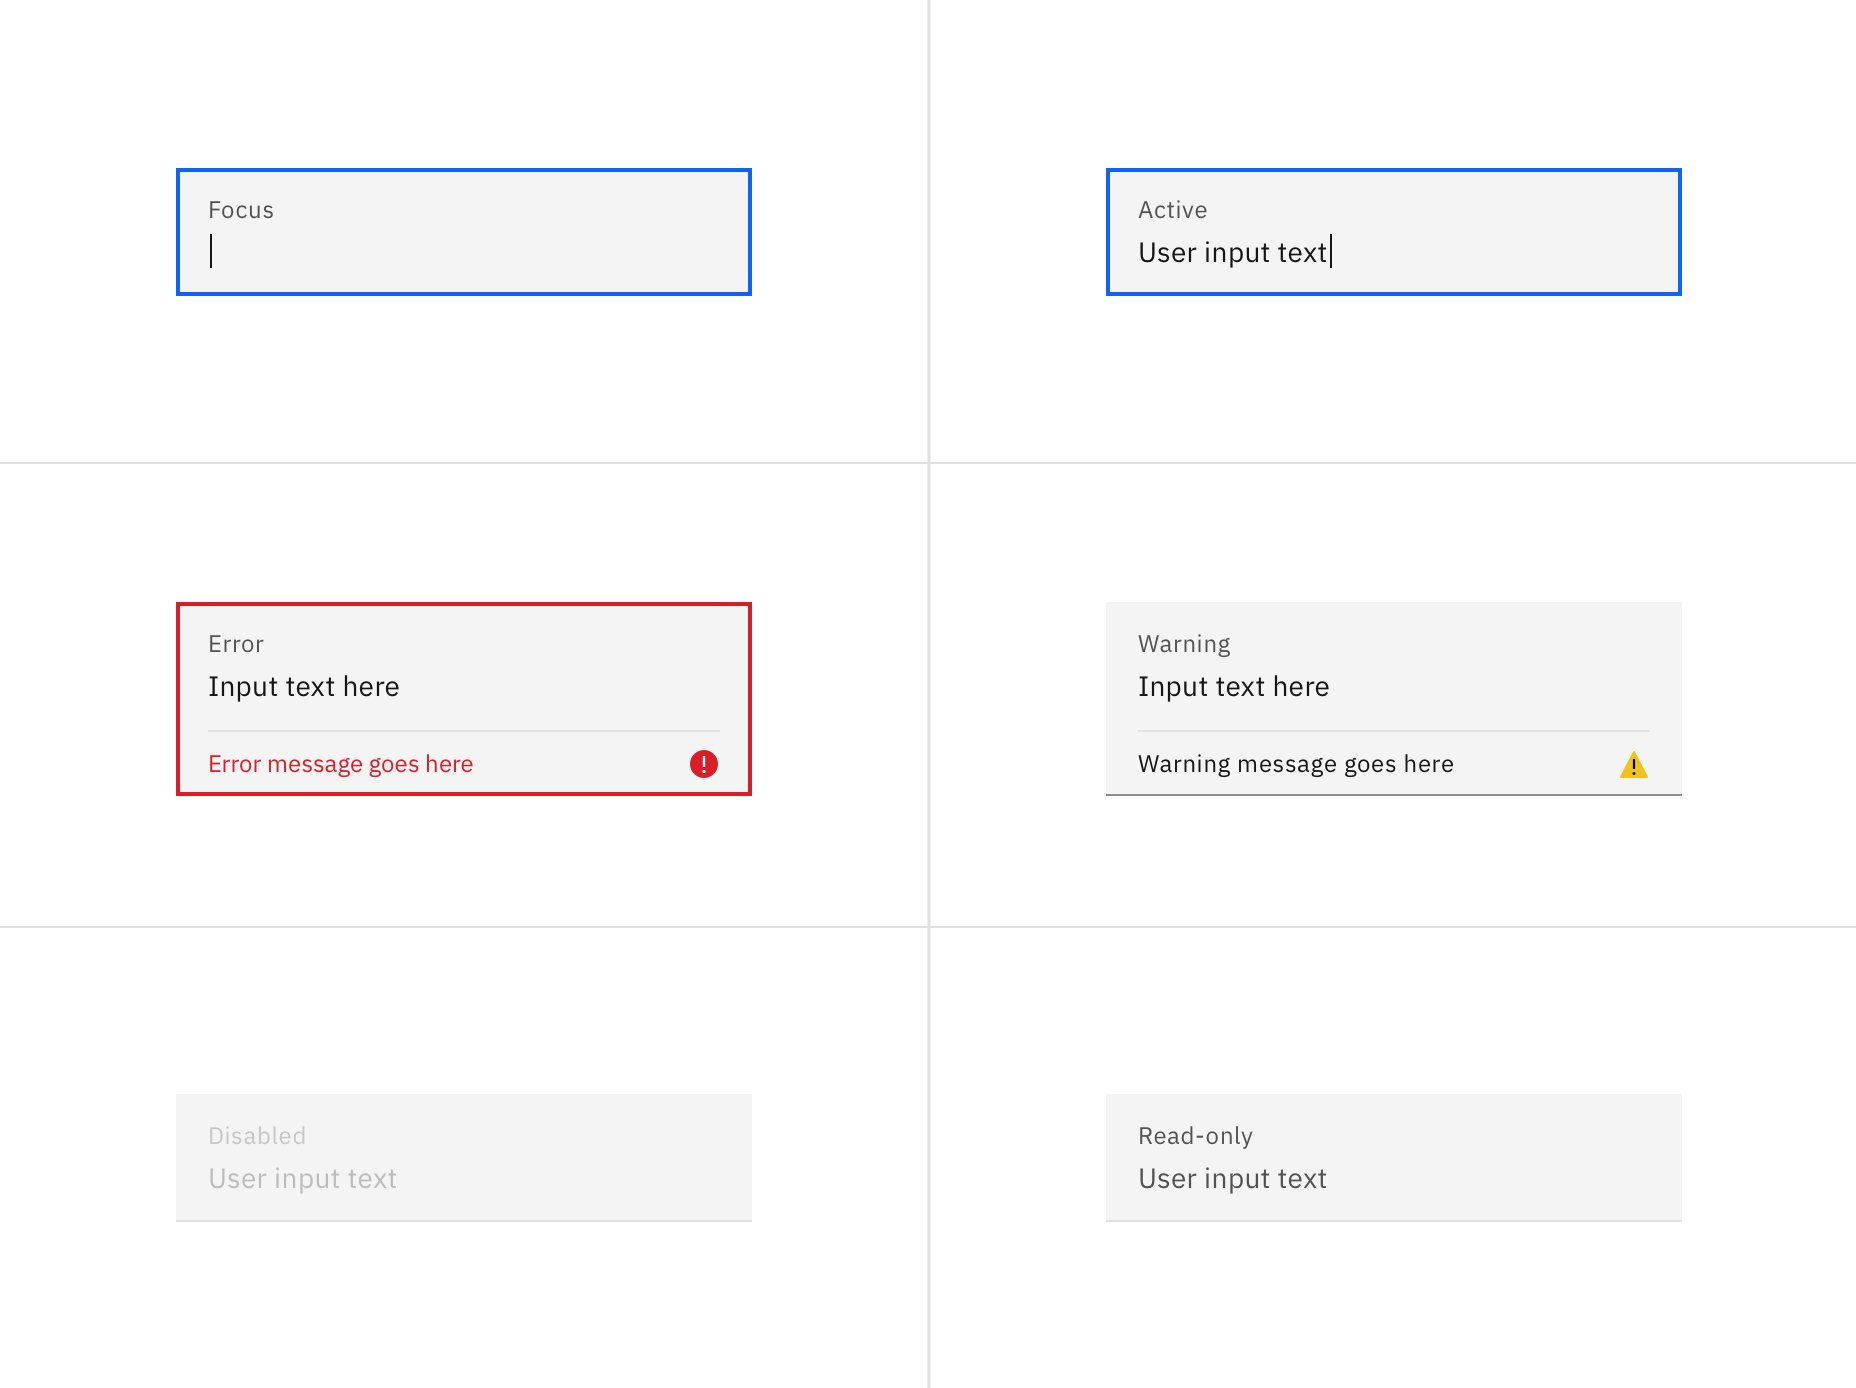 Focus
Active
User input text
Error
Input text here
Error message goes here
Warning
Input text here
Warning message goes here
Disabled
User input text
Read-only
User input text